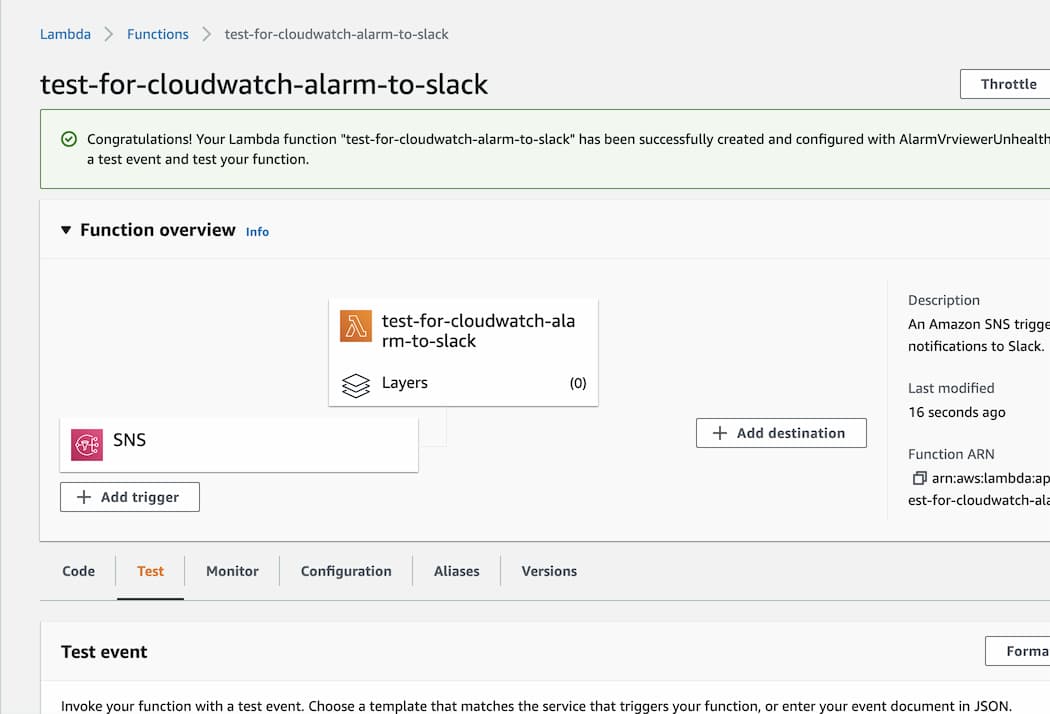 Lambda > Functions > test-for-cloudwatch-alarm-to-slack
test-for-cloudwatch-alarm-to-slack
Throttle
Congratulations! Your Lambda function "test-for-cloudwatch-alarm-to-slack" has been successfully created and configured with AlarmVrviewerUnhealth
a test event and test your function.
Function overview Info
test-for-cloudwatch-ala
rm-to-slack
Layers (0)
SNS
Add trigger
Add destination
Description
An Amazon SNS trigge
notifications to Slack.
Last modified
16 seconds ago
Function ARN
arn:aws:lambda:ap
est-for-cloudwatch-ala
Code Test Monitor Configuration Aliases Versions
Test event
Forma
Invoke your function with a test event. Choose a template that matches the service that triggers your function, or enter your event document in JSON.